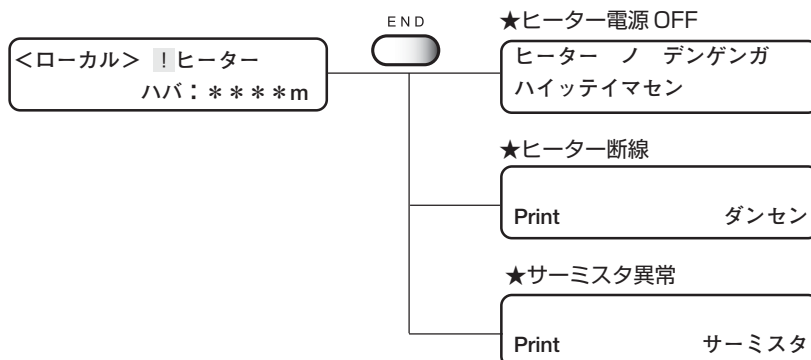 END
<ローカル> !ヒーター
ハバ:****m
★ヒーター電源 OFF
ヒーター ノ デンゲンガ
ハイッテイマセン
★ヒーター断線
Print ダンセン
★サーミスタ異常
Print サーミスタ